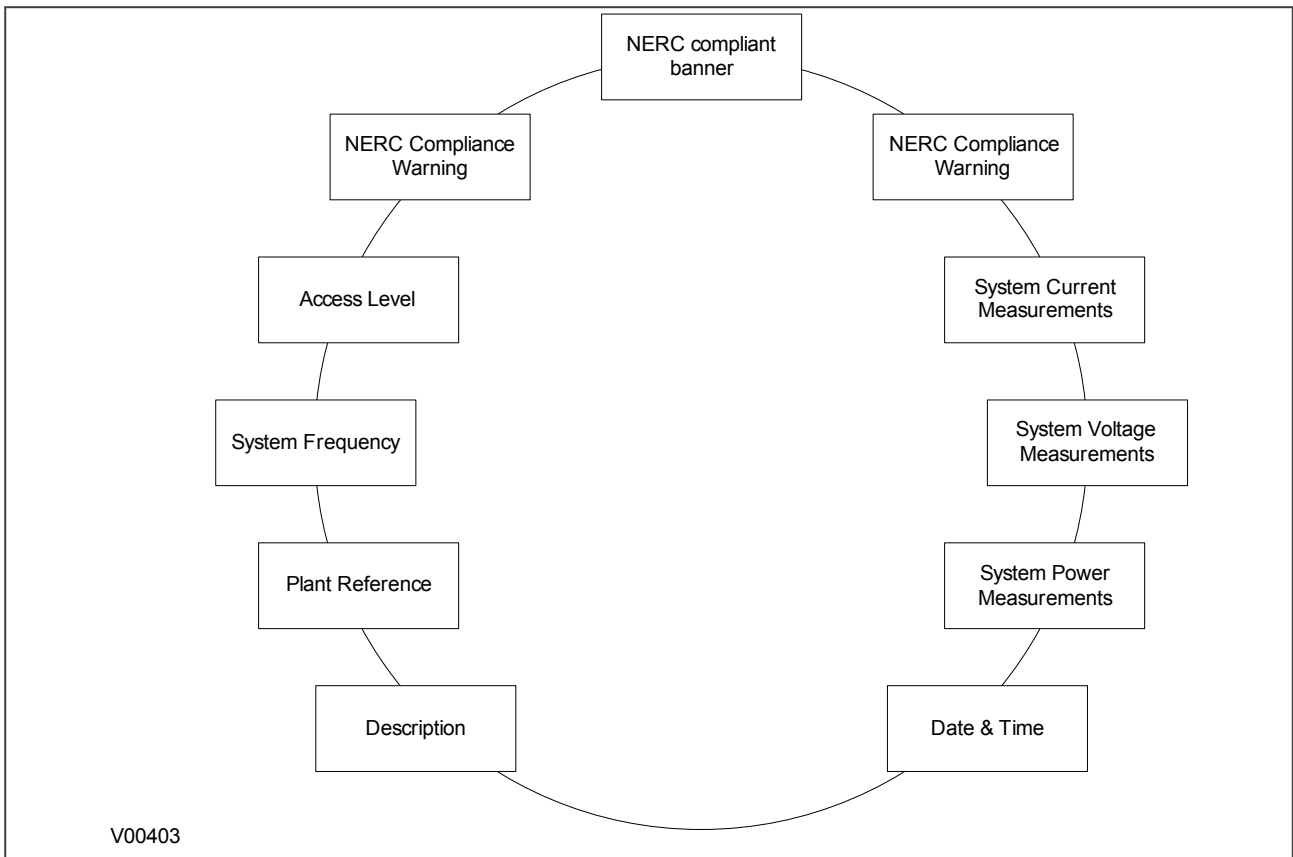 NERC compliant
banner
NERC Compliance
Warning
NERC Compliance
Warning
Access Level
System Current
Measurements
System Frequency
System Voltage
Measurements
Plant Reference
System Power
Measurements
Description
Date & Time
V00403